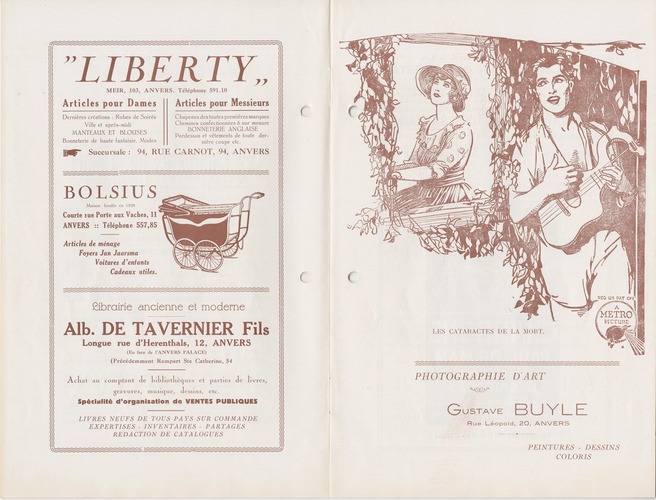 "LIBERTY„
MEIR, 103, ANVERS. Téléphone 591.10
Articles pour Dames
Dernières créations : Robes de Soirée
Ville et après-midi
MANTEAUX ET BLOUSES
Bonneterie de haute fantaisie, Modes
Articles pour Messieurs
Chapeaux des toutes premières marques
Chemises confectionnées & sur mesure
BONNETERIE ANGLAISE
Pardessus et vêtements de toute der-
nière coupe etc.
Succursale : 94, RUE CARNOT, 94, ANVERS
BOLSIUS
Maison fondée en
Courte rue Porte aux Vaches, 11
ANVERS :: Téléphone 557,85
Articles de ménage
Foyers Jan Jaarsma
Voitures d'enfants
Cadeaux utiles.
Librairie ancienne et moderne
Alb. DE TAVERNIER Fils
Longue rue d'Herenthals, 12, ANVERS
(En face de l'ANVERS PALACE)
(Précédemment Rempart Ste Catherine, 54
Achat au comptant de bibliothèques et parties de livres,
gravures, musique, dessins, etc.
Spécialité d'organisation de VENTES PUBLIQUES
LIVRES NEUFS DE TOUS PAYS SUR COMMANDE
EXPERTISES - INVENTAIRES - PARTAGES
REDACTION DE CATALOGUES
REG US PAT OFF
A
METRO
PICTURE
LES CATARACTES DE LA MORT.
PHOTOGRAPHIE D'ART
GUSTAVE BUYLE
Rue Léopold, 20, ANVERS
PEINTURES - DESSINS
COLORIS